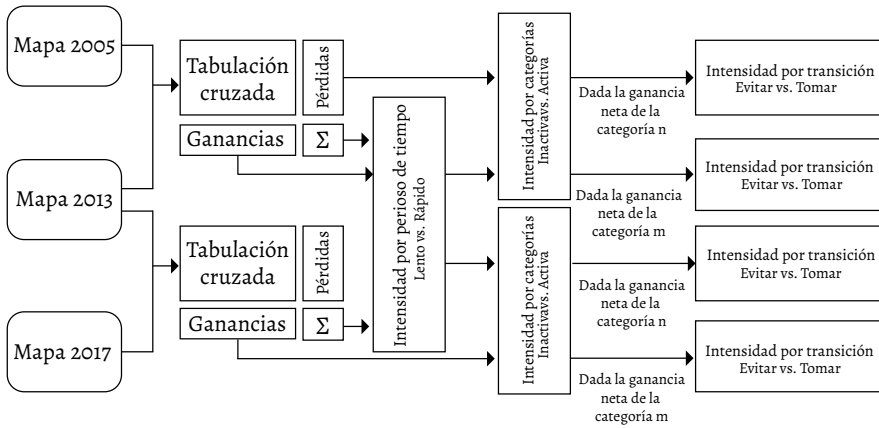 Mapa 2005
Mapa 2013
Mapa 2017
Tabulación
cruzada
Pérdidas
Ganancias
Σ
Tabulación
cruzada
Pérdidas
Ganancias
Σ
Intensidad por perioso de tiempo
Lento vs. Rápido
Intensidad por categorías
Inactivavs. Activa
Intensidad por categorías
Inactivavs. Activa
Dada la ganancia
neta de la
categoría n
Dada la ganancia
neta de la
categoría m
Dada la ganancia
neta de la
categoría n
Dada la ganancia
neta de la
categoría m
Intensidad por transición
Evitar vs. Tomar
Intensidad por transición
Evitar vs. Tomar
Intensidad por transición
Evitar vs. Tomar
Intensidad por transición
Evitar vs. Tomar